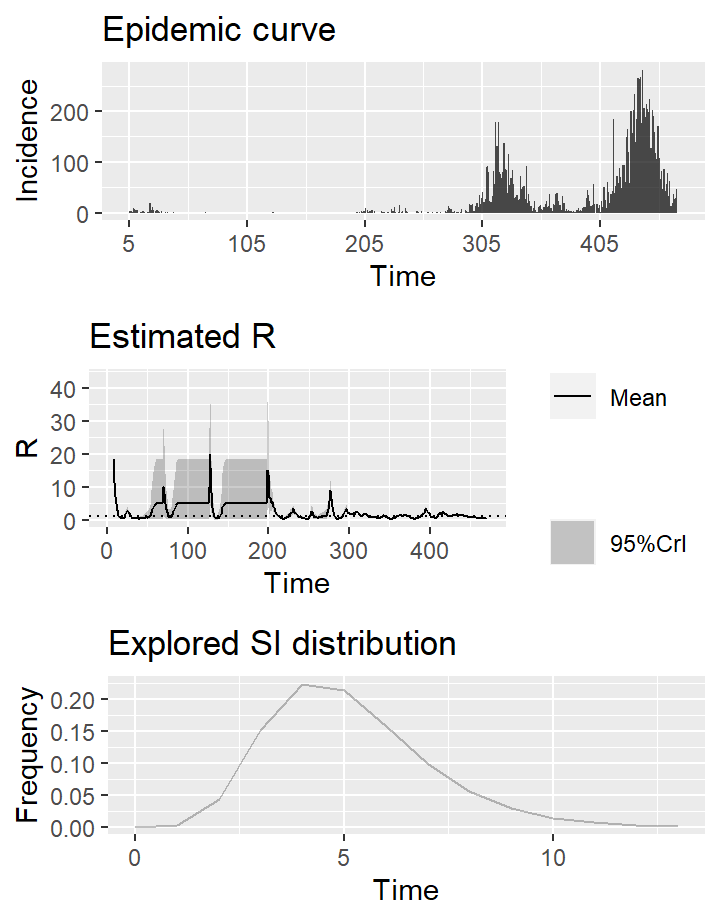 Epidemic curve
Incidence
200
100
0
5 105 205 305 405
Time
Estimated R
R
40
30
20
10
0
0 100 200 300 400
Time
Mean
95%CrI
Explored SI distribution
Frequency
0.20
0.15
0.10
0.05
0.00
0 5 10
Time